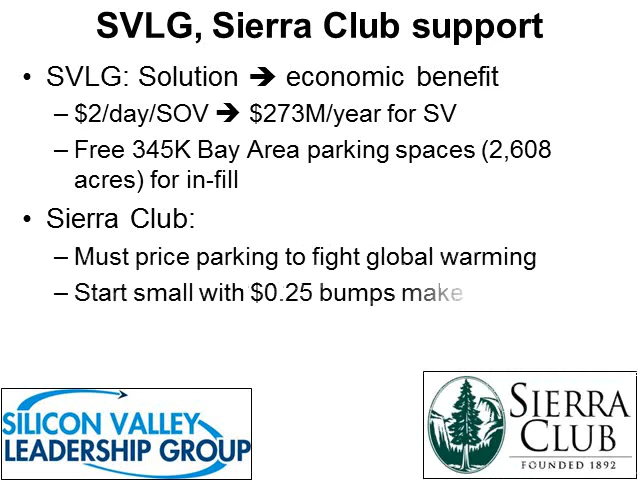 SVLG, Sierra Club support
• SVLG: Solution ➔ economic benefit
– $2/day/SOV ➔ $273M/year for SV
– Free 345K Bay Area parking spaces (2,608
acres) for in-fill
• Sierra Club:
– Must price parking to fight global warming
– Start small with $0.25 bumps make
SILICON VALLEY
LEADERSHIP GROUP
SIERRA
CLUB
FOUNDED 1892